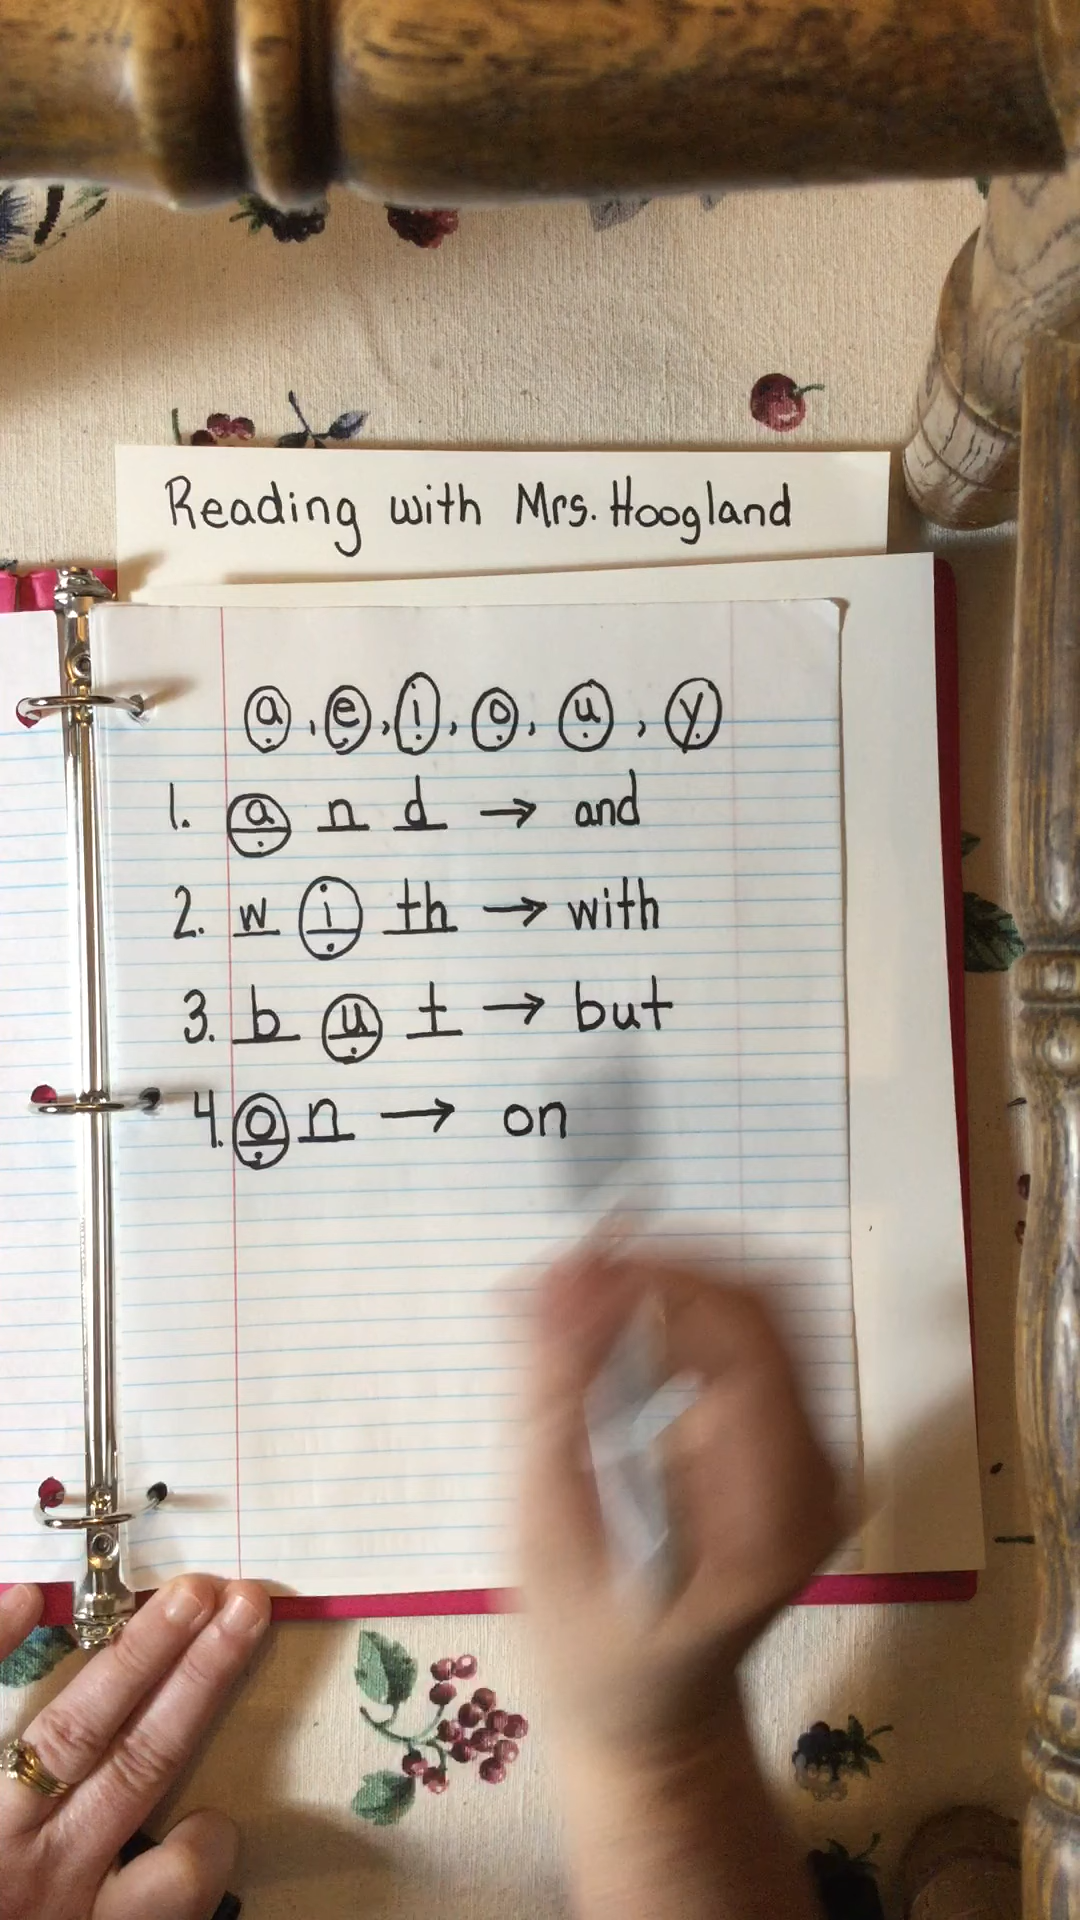 Reading with Mrs. Hoogland
a, e, i, o, u, y
1. a n d → and
2. w i th → with
3. b u t → but
4. o n → on